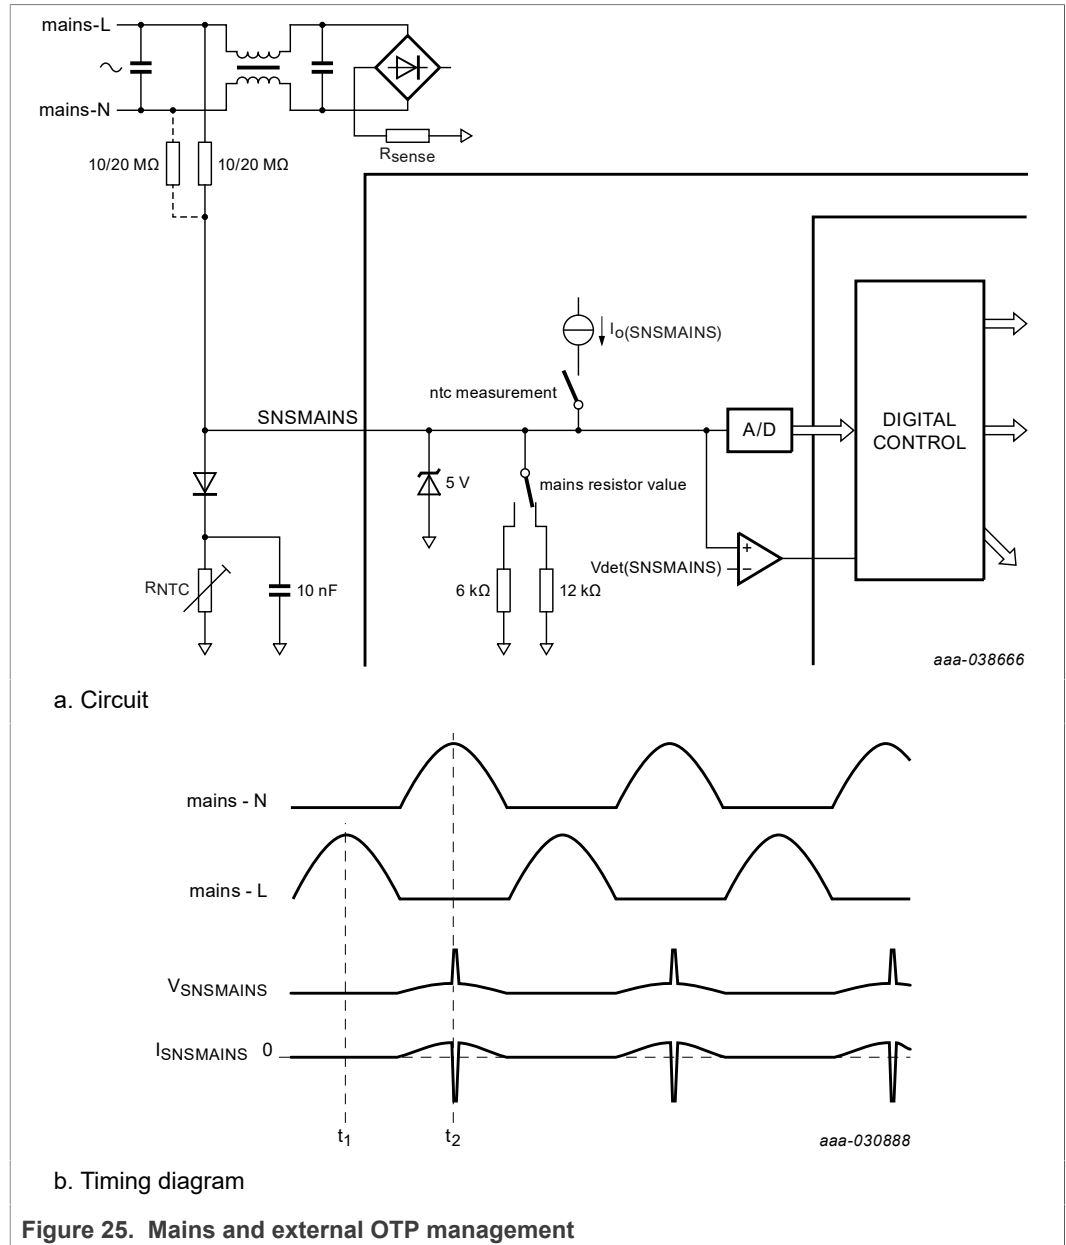 mains-L
mains-N
10/20 MΩ
10/20 MΩ
Rsense
Io(SNSMAINS)
ntc measurement
SNSMAINS
A/D
DIGITAL
CONTROL
5 V
mains resistor value
Vdet(SNSMAINS)
+
−
RNTC
10 nF
6 kΩ
12 kΩ
aaa-038666
a. Circuit
mains - N
mains - L
VSNSMAINS
ISNSMAINS 0
t1
t2
aaa-030888
b. Timing diagram
Figure 25. Mains and external OTP management